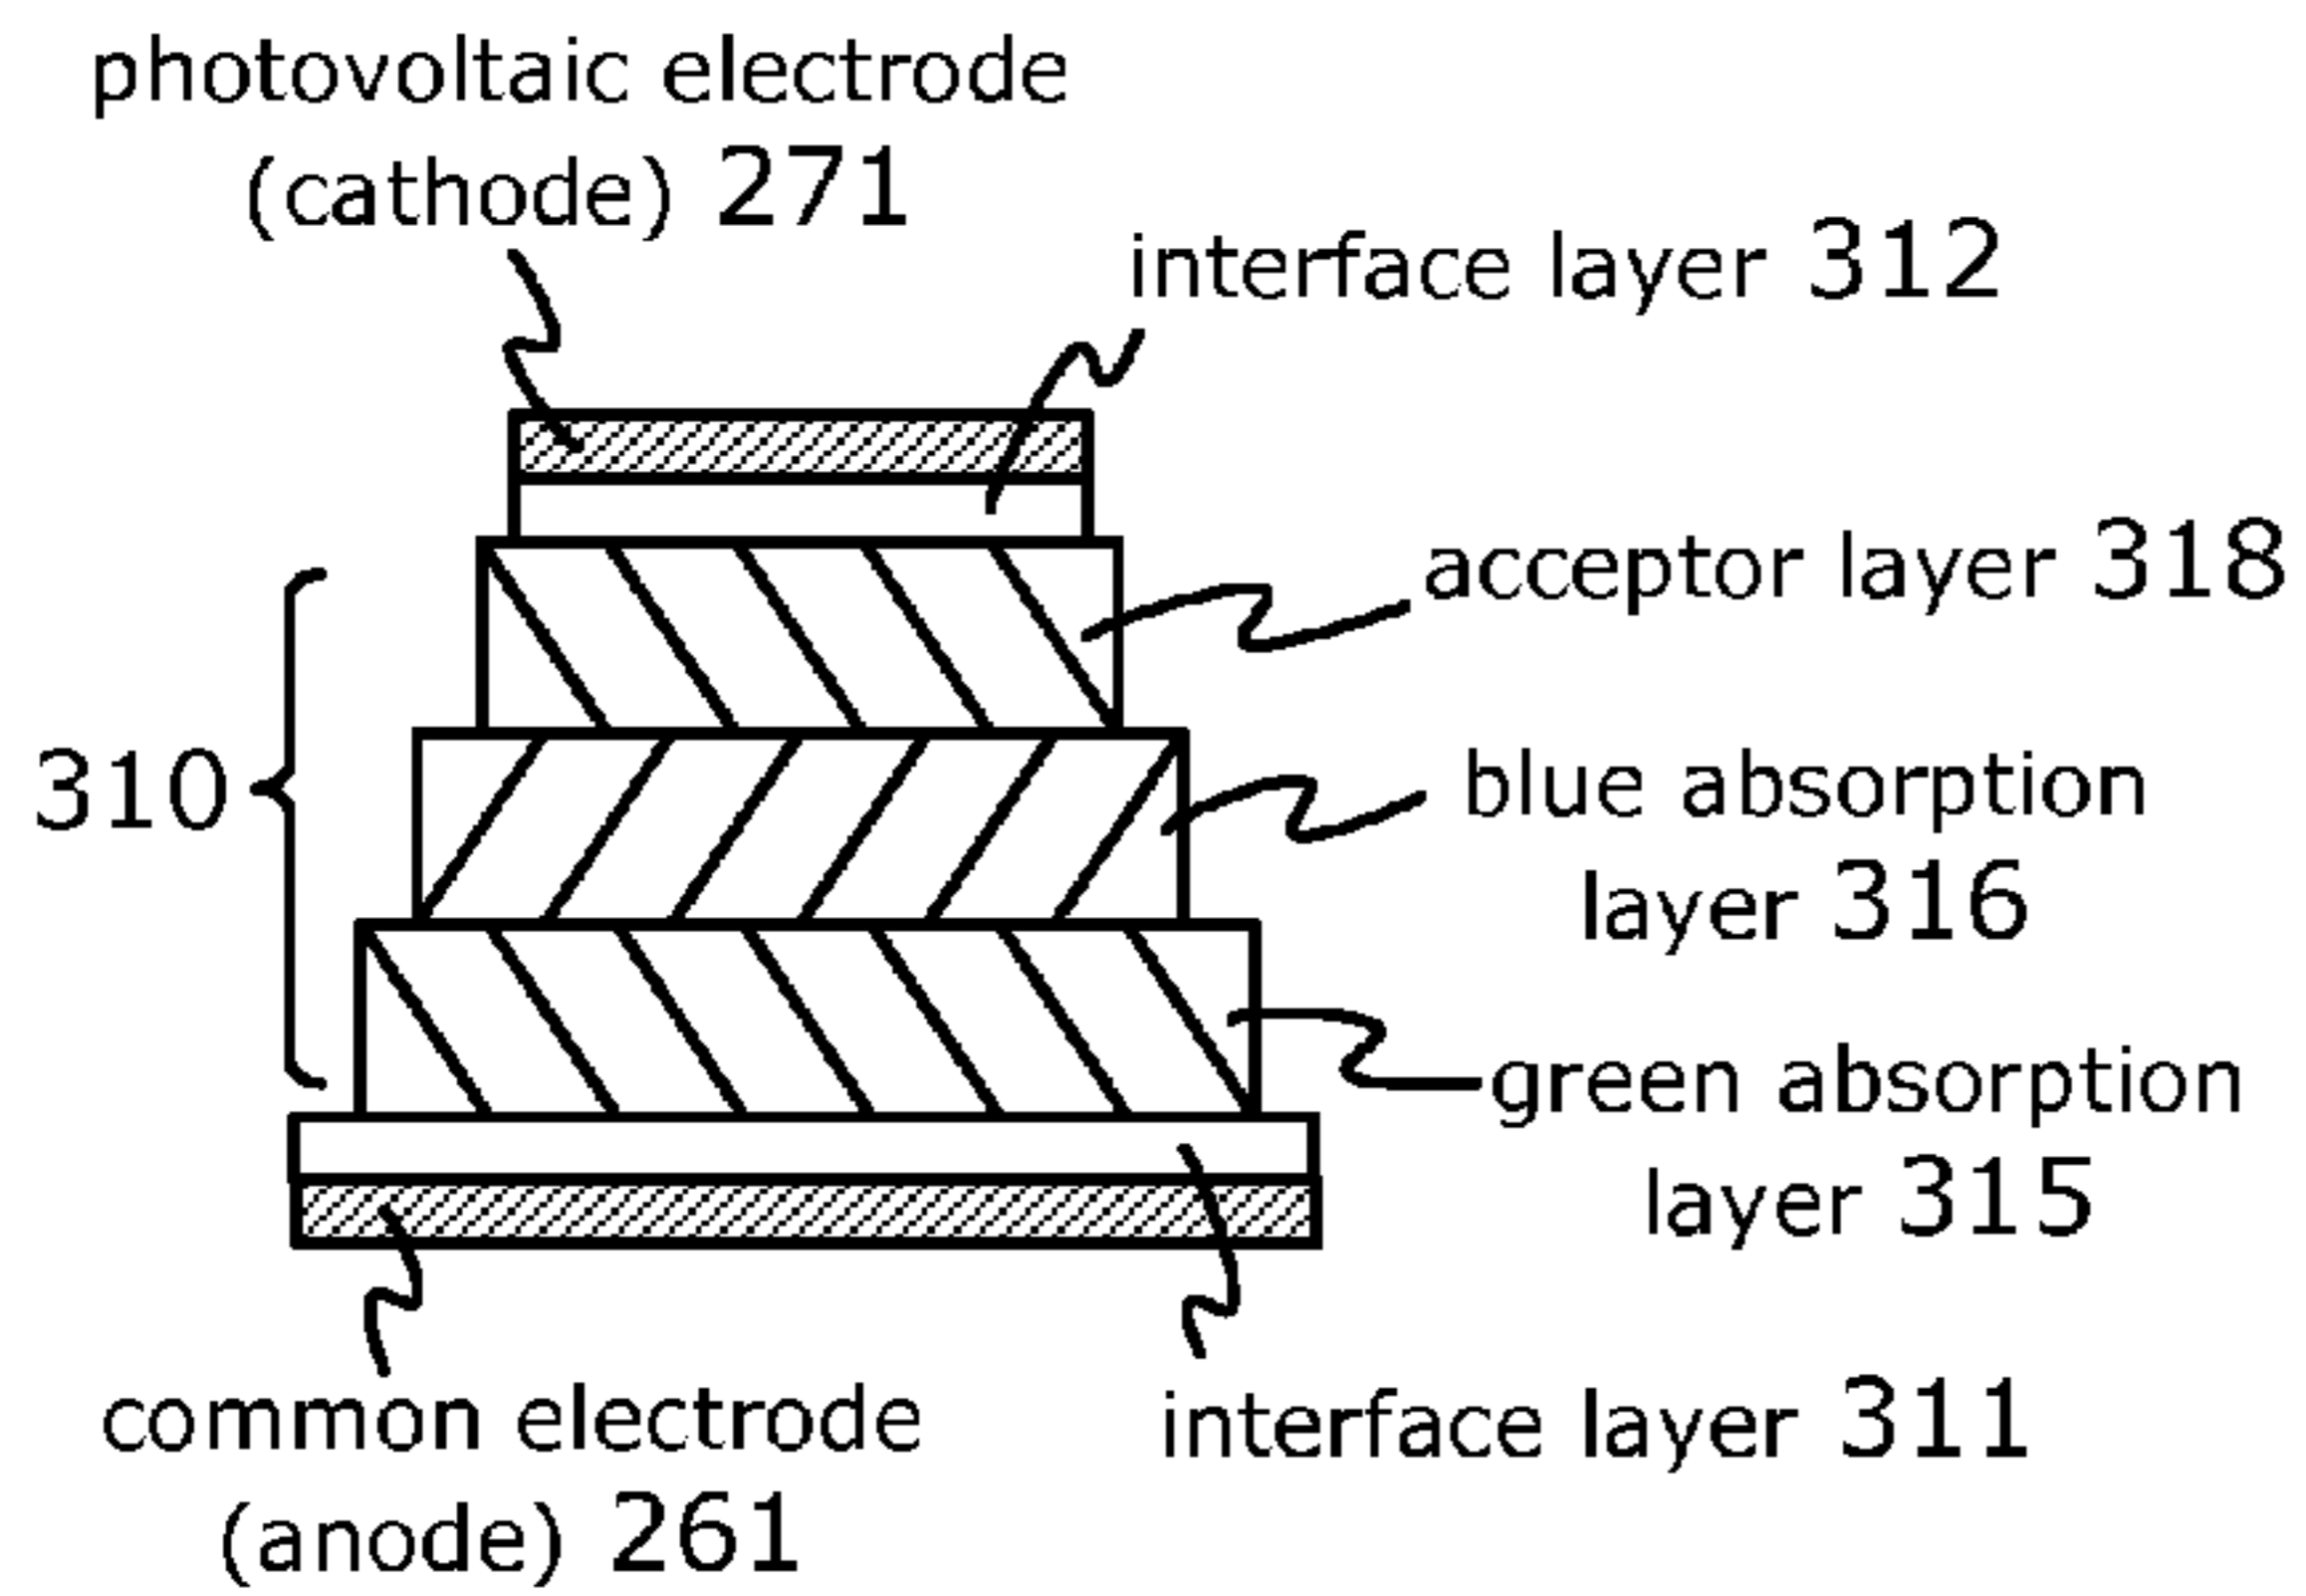 photovoltaic electrode
(cathode) 271
interface layer 312
acceptor layer 318
310
blue absorption
layer 316
green absorption
layer 315
common electrode
(anode) 261
interface layer 311